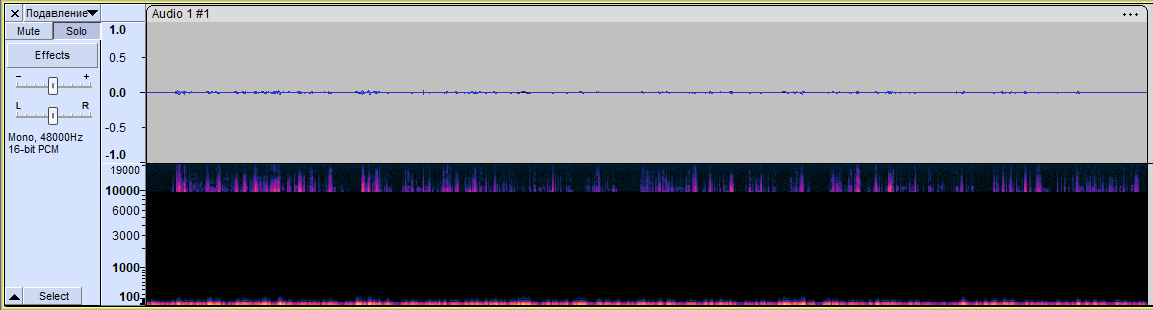 Подавление
Audio 1 #1
...
Mute
Solo
Effects
-
+
L
R
Mono, 48000Hz
16-bit PCM
Select
1.0
0.5
0.0
-0.5
-1.0
19000
10000
6000
3000
1000
100